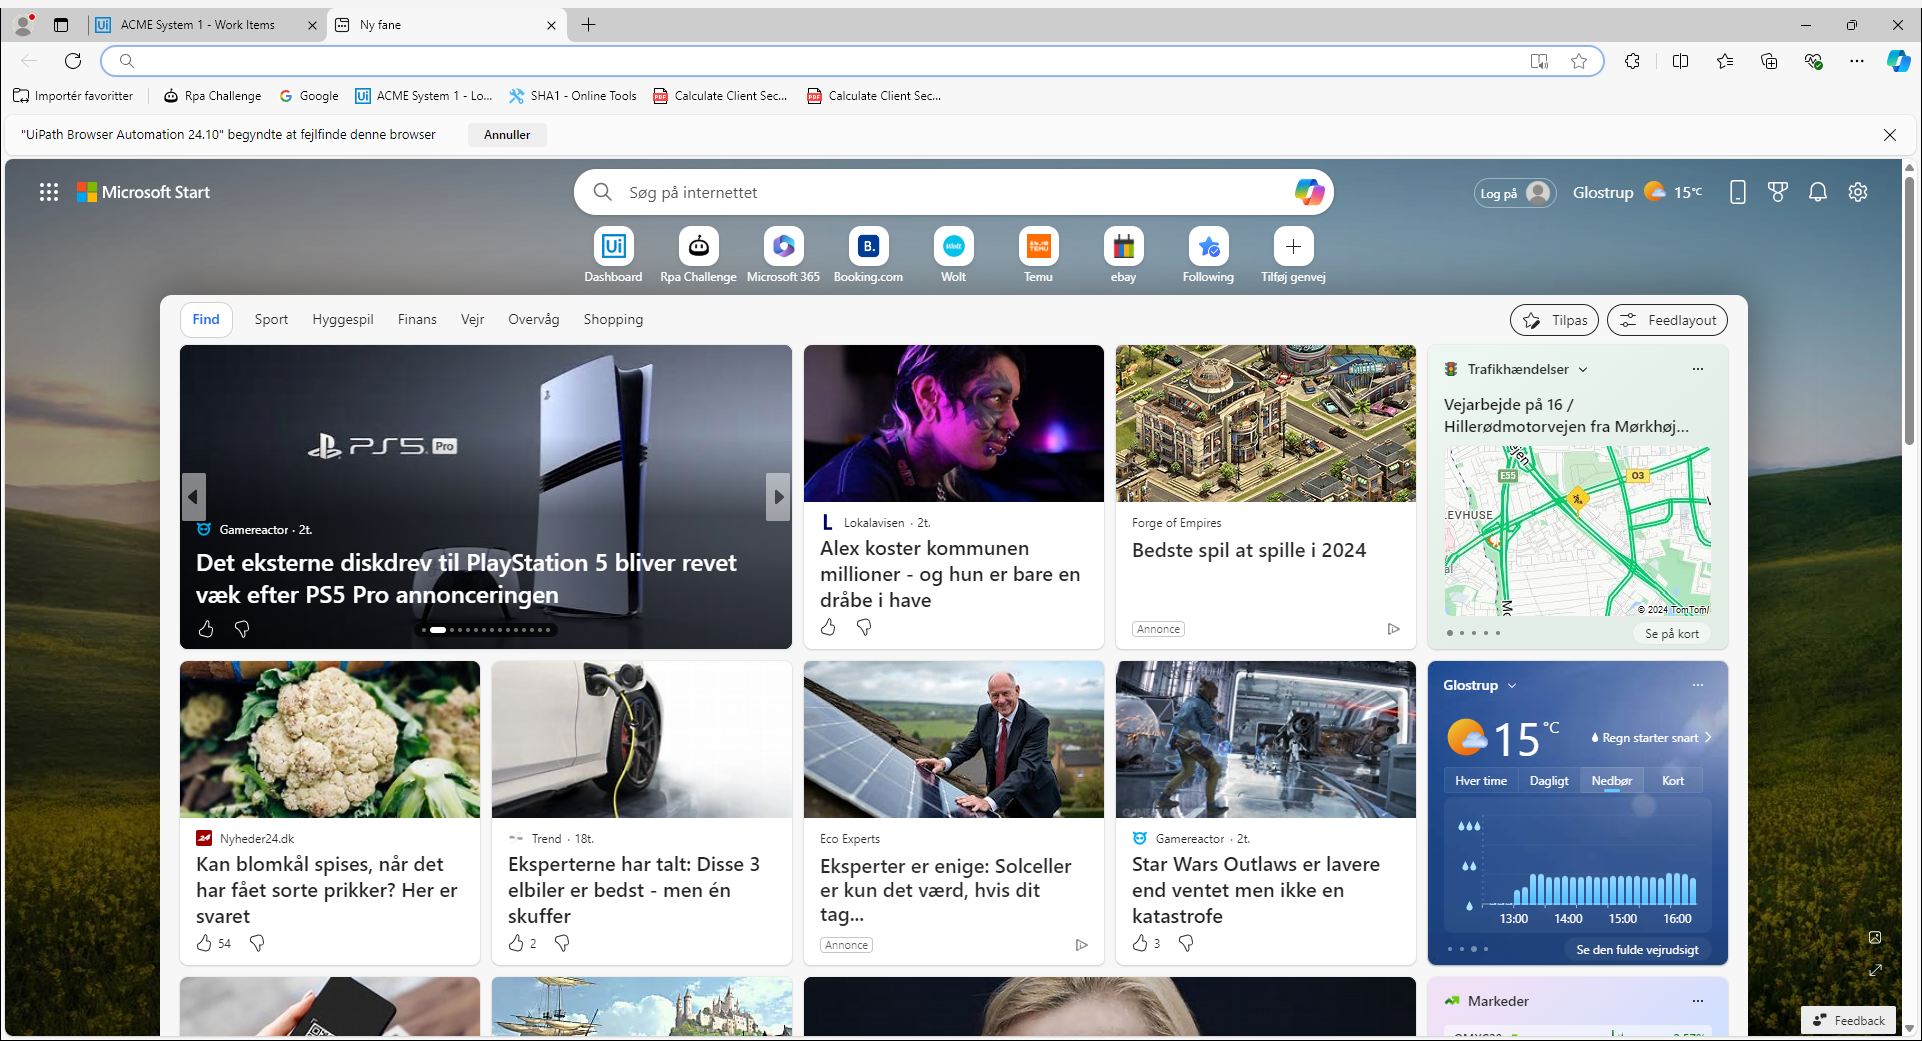 ACME System 1 - Work Items
Ny fane
Importér favoritter
Rpa Challenge
Google
ACME System 1 - Lo...
SHA1 - Online Tools
Calculate Client Sec...
Calculate Client Sec...
"UiPath Browser Automation 24.10" begyndte at fejlfinde denne browser
Annuller
Microsoft Start
Søg på internettet
Log på
Glostrup
15°C
Dashboard
Rpa Challenge
Microsoft 365
Booking.com
Wolt
Temu
ebay
Following
Tilføj genvej
Find
Sport
Hyggespil
Finans
Vejr
Overvåg
Shopping
Tilpas
Feedlayout
PS5 Pro
Gamereactor · 2t.
Det eksterne diskdrev til PlayStation 5 bliver revet
væk efter PS5 Pro annonceringen
Lokalavisen · 2t.
Alex koster kommunen
millioner - og hun er bare en
dråbe i have
Forge of Empires
Bedste spil at spille i 2024
Annonce
Trafikhændelser
Vejarbejde på 16 /
Hillerødmotorvejen fra Mørkhøj...
E55
03
LEVHUSE
© 2024 TomTom
Se på kort
Nyheder24.dk
Kan blomkål spises, når det
har fået sorte prikker? Her er
svaret
54
Trend · 18t.
Eksperterne har talt: Disse 3
elbiler er bedst - men én
skuffer
2
Eco Experts
Eksperter er enige: Solceller
er kun det værd, hvis dit
tag...
Annonce
Gamereactor · 2t.
Star Wars Outlaws er lavere
end ventet men ikke en
katastrofe
3
Glostrup
15 °C
Regn starter snart
Hver time
Dagligt
Nedbør
Kort
13:00
14:00
15:00
16:00
Se den fulde vejrudsigt
Markeder
Feedback